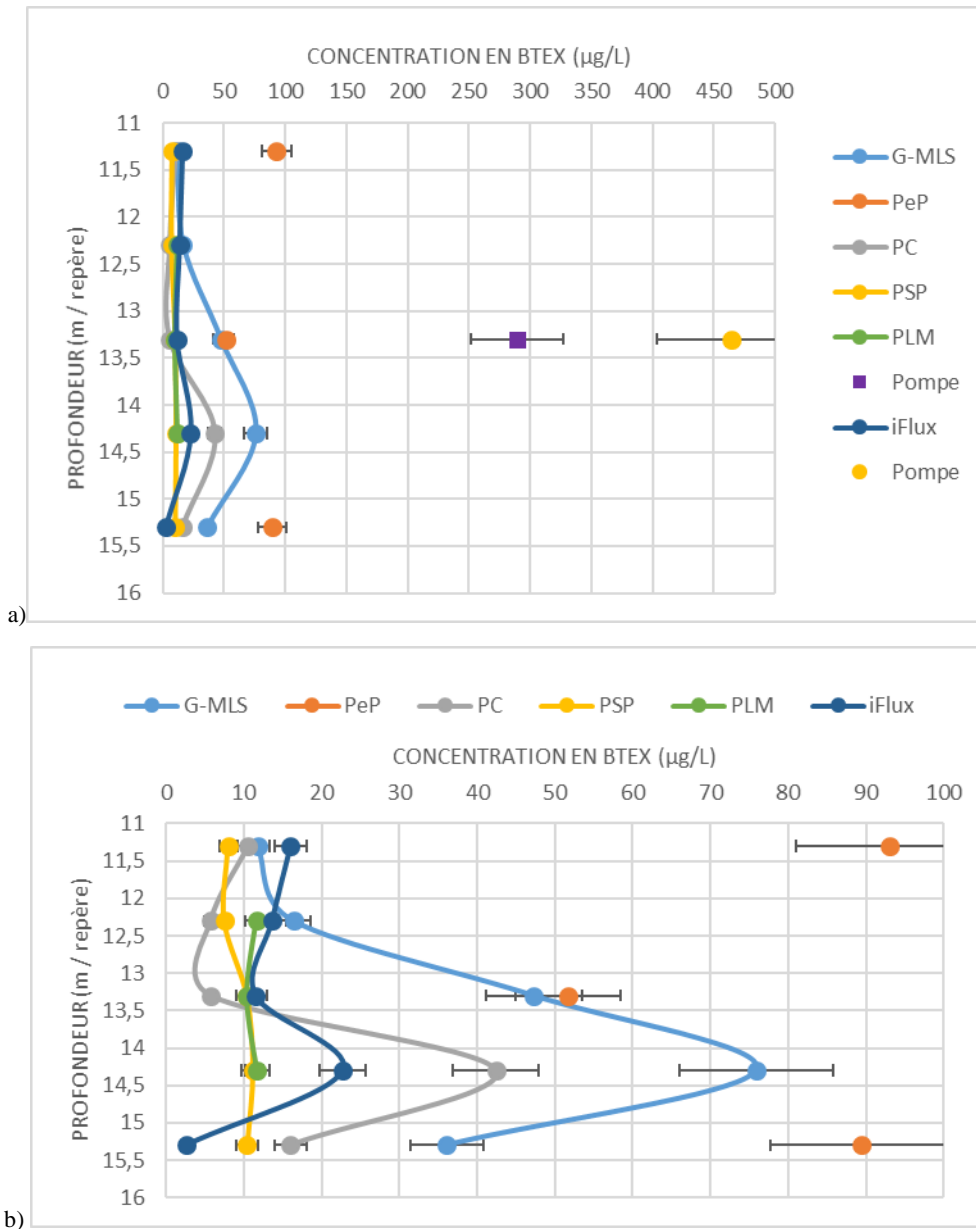 CONCENTRATION EN BTEX (µg/L)
0 50 100 150 200 250 300 350 400 450 500
PROFONDEUR (m / repère)
11
11,5
12
12,5
13
13,5
14
14,5
15
15,5
16
G-MLS
PeP
PC
PSP
PLM
Pompe
iFlux
Pompe
a)
G-MLS PeP PC PSP PLM iFlux
CONCENTRATION EN BTEX (µg/L)
0 10 20 30 40 50 60 70 80 90 100
PROFONDEUR (m / repère)
11
11,5
12
12,5
13
13,5
14
14,5
15
15,5
16
b)